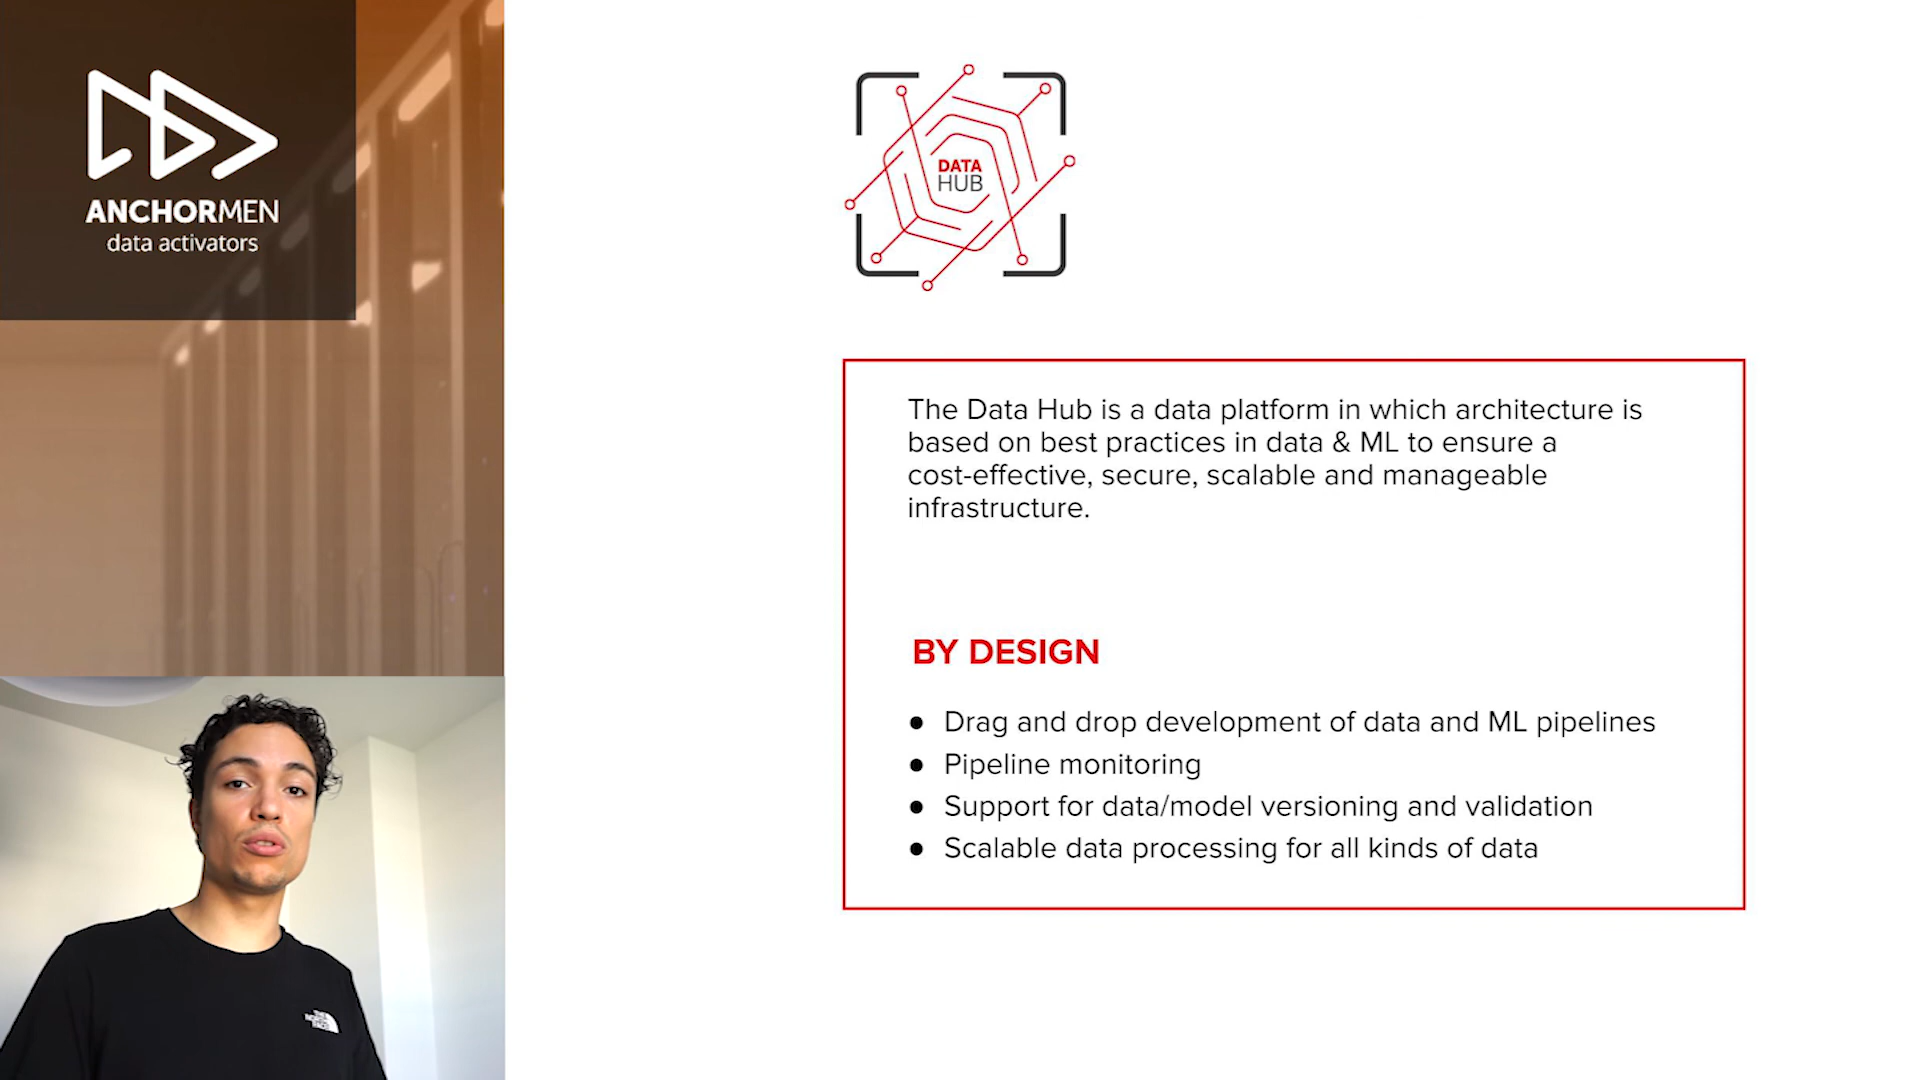 ANCHORMEN
data activators
DATA
HUB
The Data Hub is a data platform in which architecture is
based on best practices in data & ML to ensure a
cost-effective, secure, scalable and manageable
infrastructure.
BY DESIGN
● Drag and drop development of data and ML pipelines
● Pipeline monitoring
● Support for data/model versioning and validation
● Scalable data processing for all kinds of data
THE
NORTH
FACE